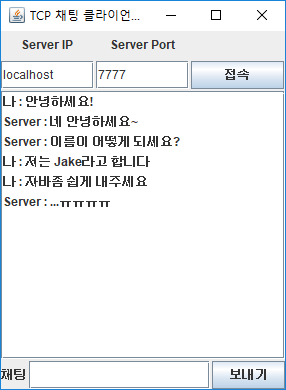 TCP 채팅 클라이언...
Server IP Server Port
localhost 7777 접속
나 : 안녕하세요!
Server : 네 안녕하세요~
Server : 이름이 어떻게 되세요?
나 : 저는 Jake라고 합니다
나 : 자바좀 쉽게 내주세요
Server : ...ㅠㅠㅠㅠ
채팅 보내기